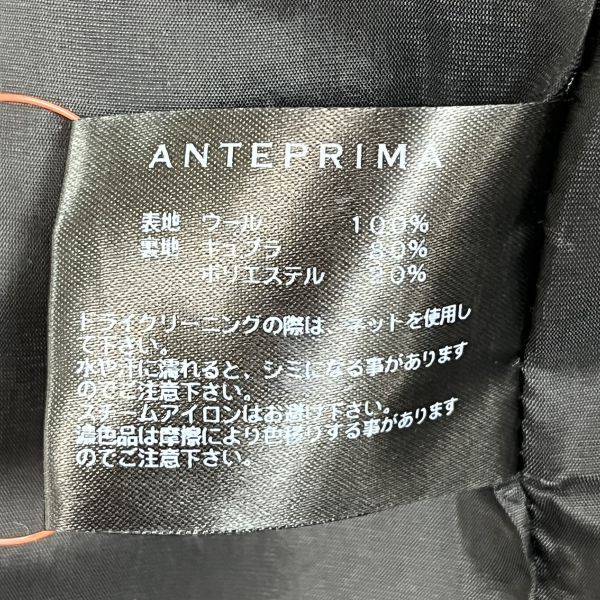 ANTEPRIMA
表地 ウール 100%
裏地 キュプラ 80%
ポリエステル 20%
ドライクリーニングの際は、ネットを使用し
て下さい。
水や汗に濡れると、シミになる事があります
のでご注意下さい。
スチームアイロンはお避け下さい。
濃色品は摩擦により色移りする事があります
のでご注意下さい。